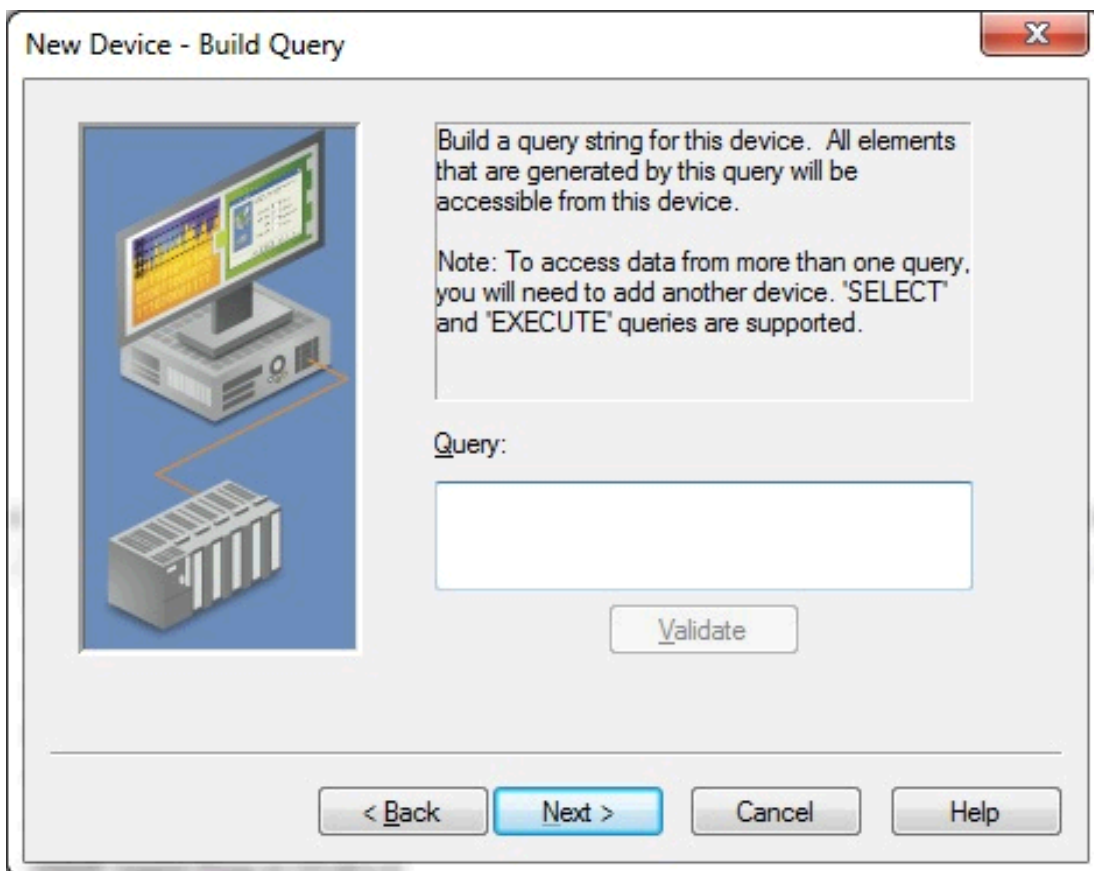 New Device - Build Query
Build a query string for this device.  All elements
that are generated by this query will be
accessible from this device.
Note: To access data from more than one query,
you will need to add another device. 'SELECT'
and 'EXECUTE' queries are supported.
Query:
Validate
< Back
Next >
Cancel
Help